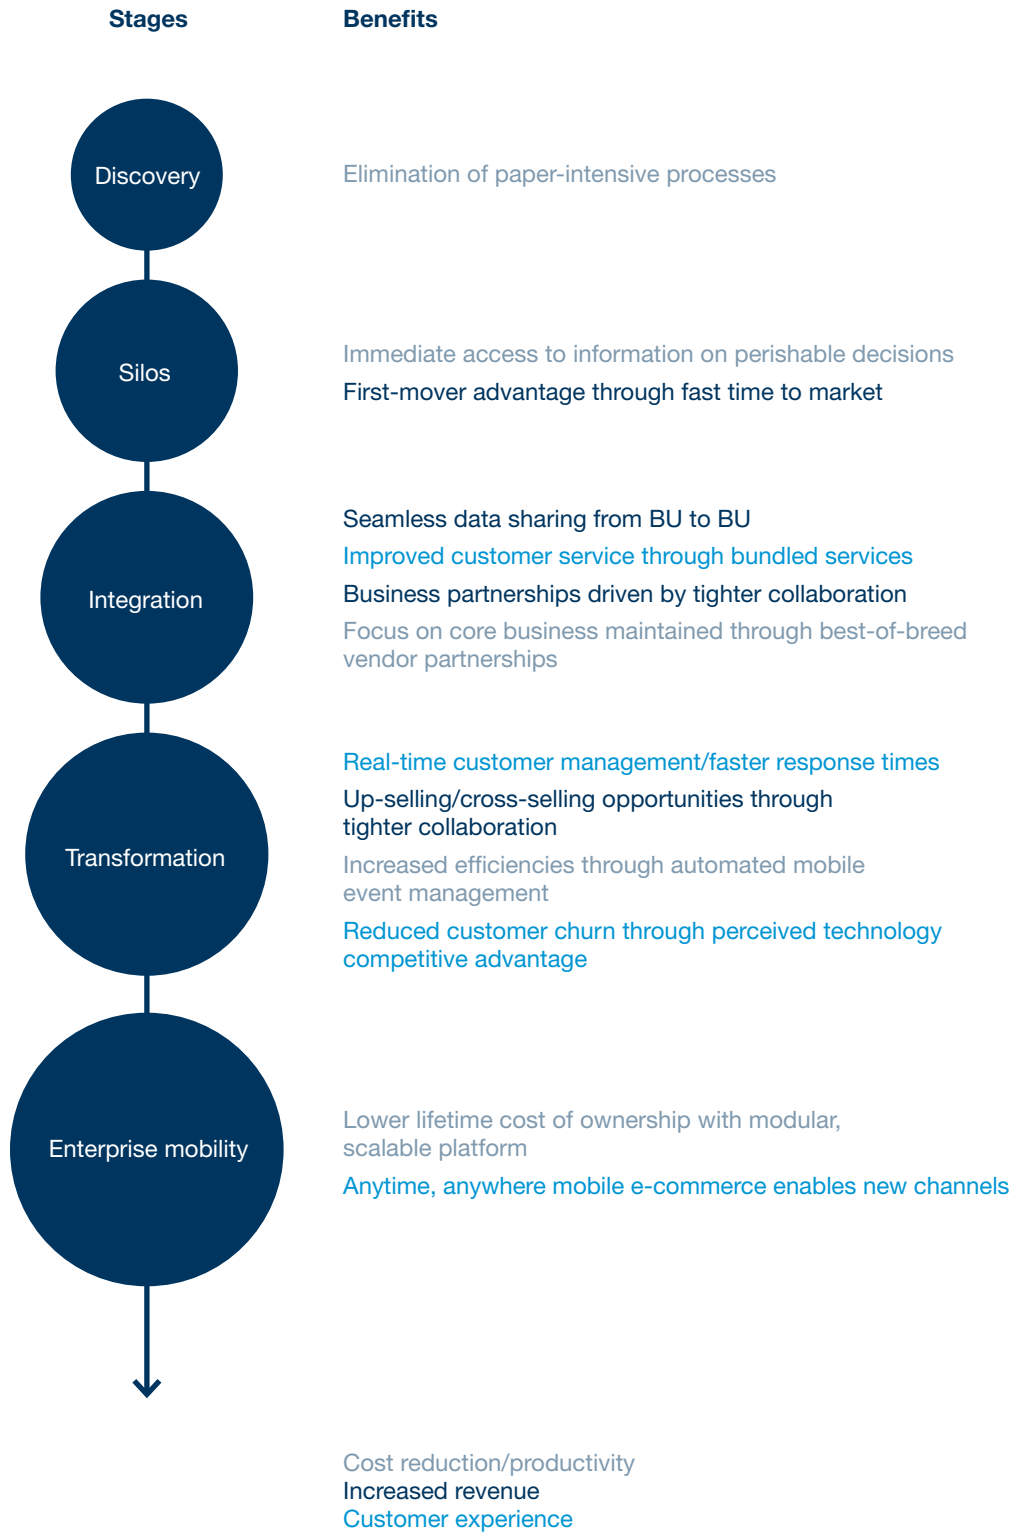 Stages
Benefits
Discovery
Elimination of paper-intensive processes
Silos
Immediate access to information on perishable decisions
First-mover advantage through fast time to market
Integration
Seamless data sharing from BU to BU
Improved customer service through bundled services
Business partnerships driven by tighter collaboration
Focus on core business maintained through best-of-breed
vendor partnerships
Transformation
Real-time customer management/faster response times
Up-selling/cross-selling opportunities through
tighter collaboration
Increased efficiencies through automated mobile
event management
Reduced customer churn through perceived technology
competitive advantage
Enterprise mobility
Lower lifetime cost of ownership with modular,
scalable platform
Anytime, anywhere mobile e-commerce enables new channels
Cost reduction/productivity
Increased revenue
Customer experience